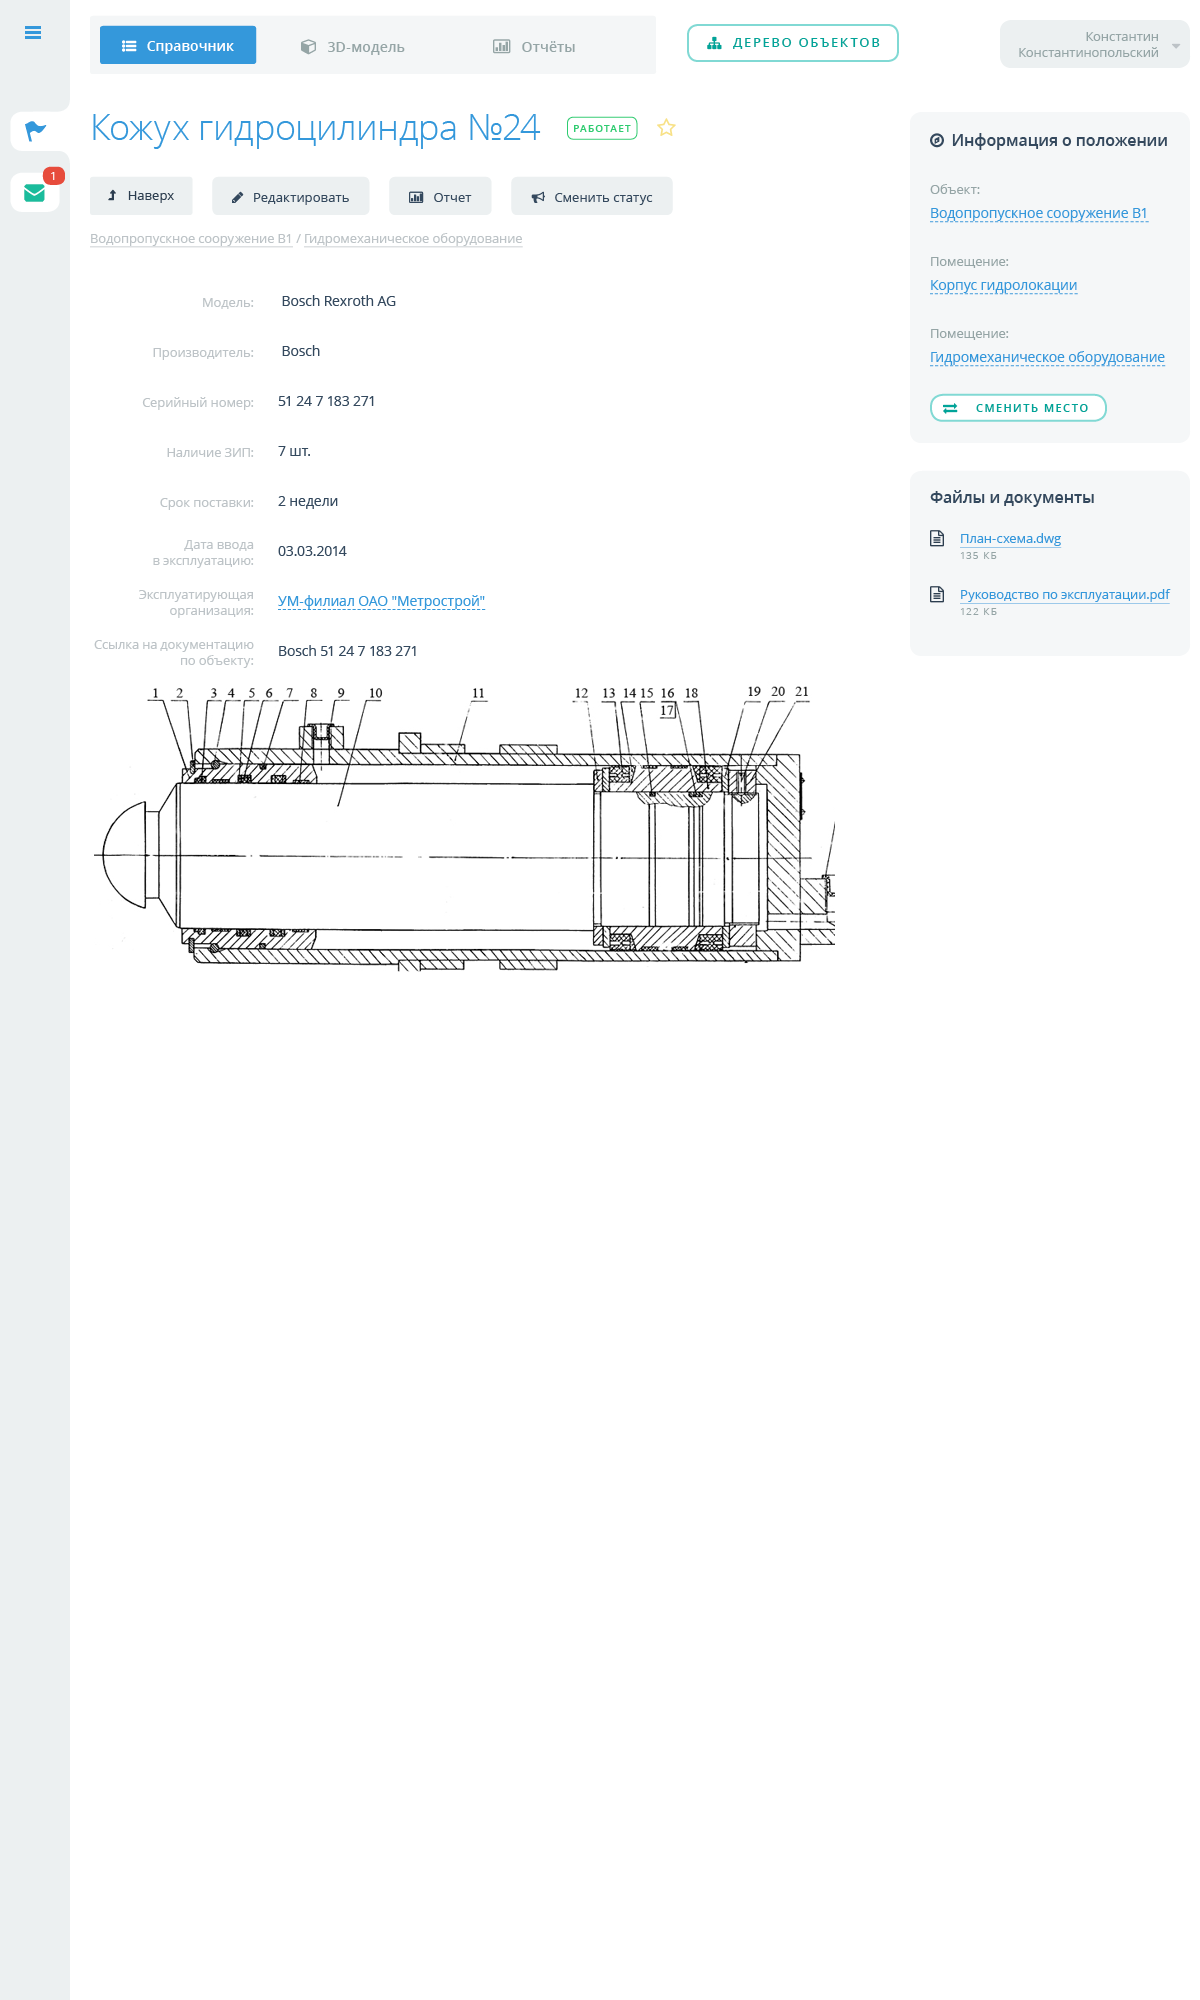 Справочник
3D-модель
Отчёты
ДЕРЕВО ОБЪЕКТОВ
Константин
Константинопольский
1
Кожух гидроцилиндра №24
РАБОТАЕТ
Наверх
Редактировать
Отчет
Сменить статус
Водопропускное сооружение В1 / Гидромеханическое оборудование
Модель: Bosch Rexroth AG
Производитель: Bosch
Серийный номер: 51 24 7 183 271
Наличие ЗИП: 7 шт.
Срок поставки: 2 недели
Дата ввода
в эксплуатацию:
03.03.2014
Эксплуатирующая
организация:
УМ-филиал ОАО "Метрострой"
Ссылка на документацию
по объекту:
Bosch 51 24 7 183 271
1 2 3 4 5 6 7 8 9 10 11 12 13 14 15 16 18 19 20 21
17
Информация о положении
Объект:
Водопропускное сооружение В1
Помещение:
Корпус гидролокации
Помещение:
Гидромеханическое оборудование
СМЕНИТЬ МЕСТО
Файлы и документы
План-схема.dwg
135 КБ
Руководство по эксплуатации.pdf
122 КБ